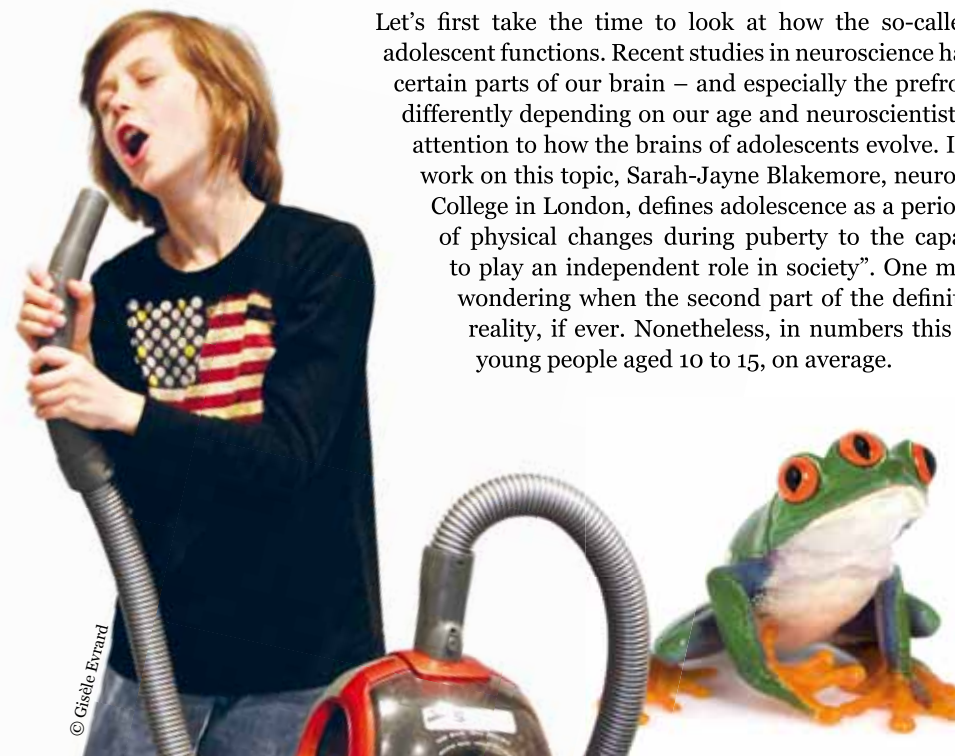 Let’s first take the time to look at how the so-calle
adolescent functions. Recent studies in neuroscience ha
certain parts of our brain – and especially the prefro
differently depending on our age and neuroscientist
attention to how the brains of adolescents evolve. I
work on this topic, Sarah-Jayne Blakemore, neuro
College in London, defines adolescence as a perio
of physical changes during puberty to the capa
to play an independent role in society”. One m
wondering when the second part of the defini
reality, if ever. Nonetheless, in numbers this
young people aged 10 to 15, on average.
© Gisèle Evrard